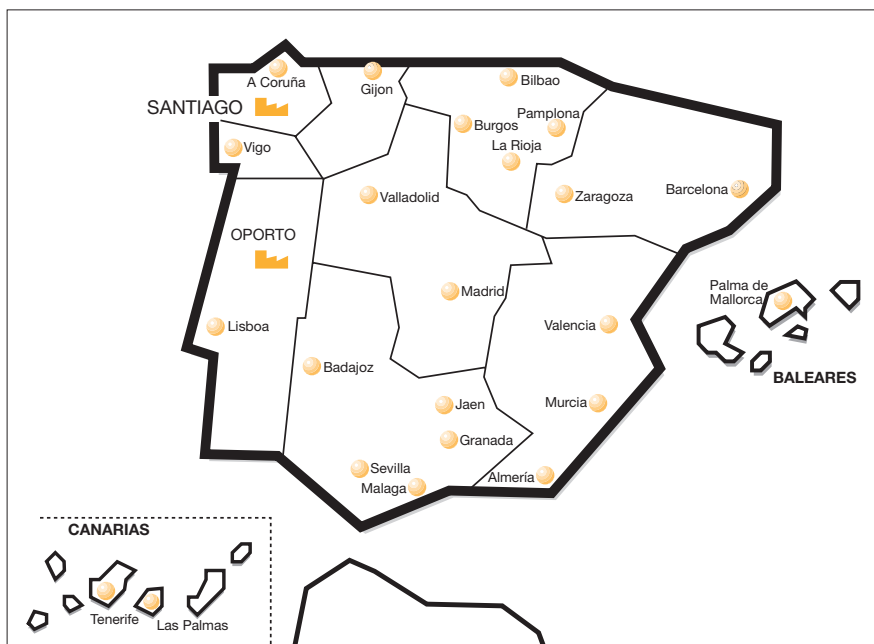 A Coruña
Gijon
Bilbao
SANTIAGO
Pamplona
Burgos
La Rioja
Vigo
Valladolid
Zaragoza
Barcelona
OPORTO
Madrid
Palma de
Mallorca
Lisboa
Valencia
Badajoz
BALEARES
Jaen
Murcia
Granada
Sevilla
Malaga
Almería
CANARIAS
Tenerife
Las Palmas